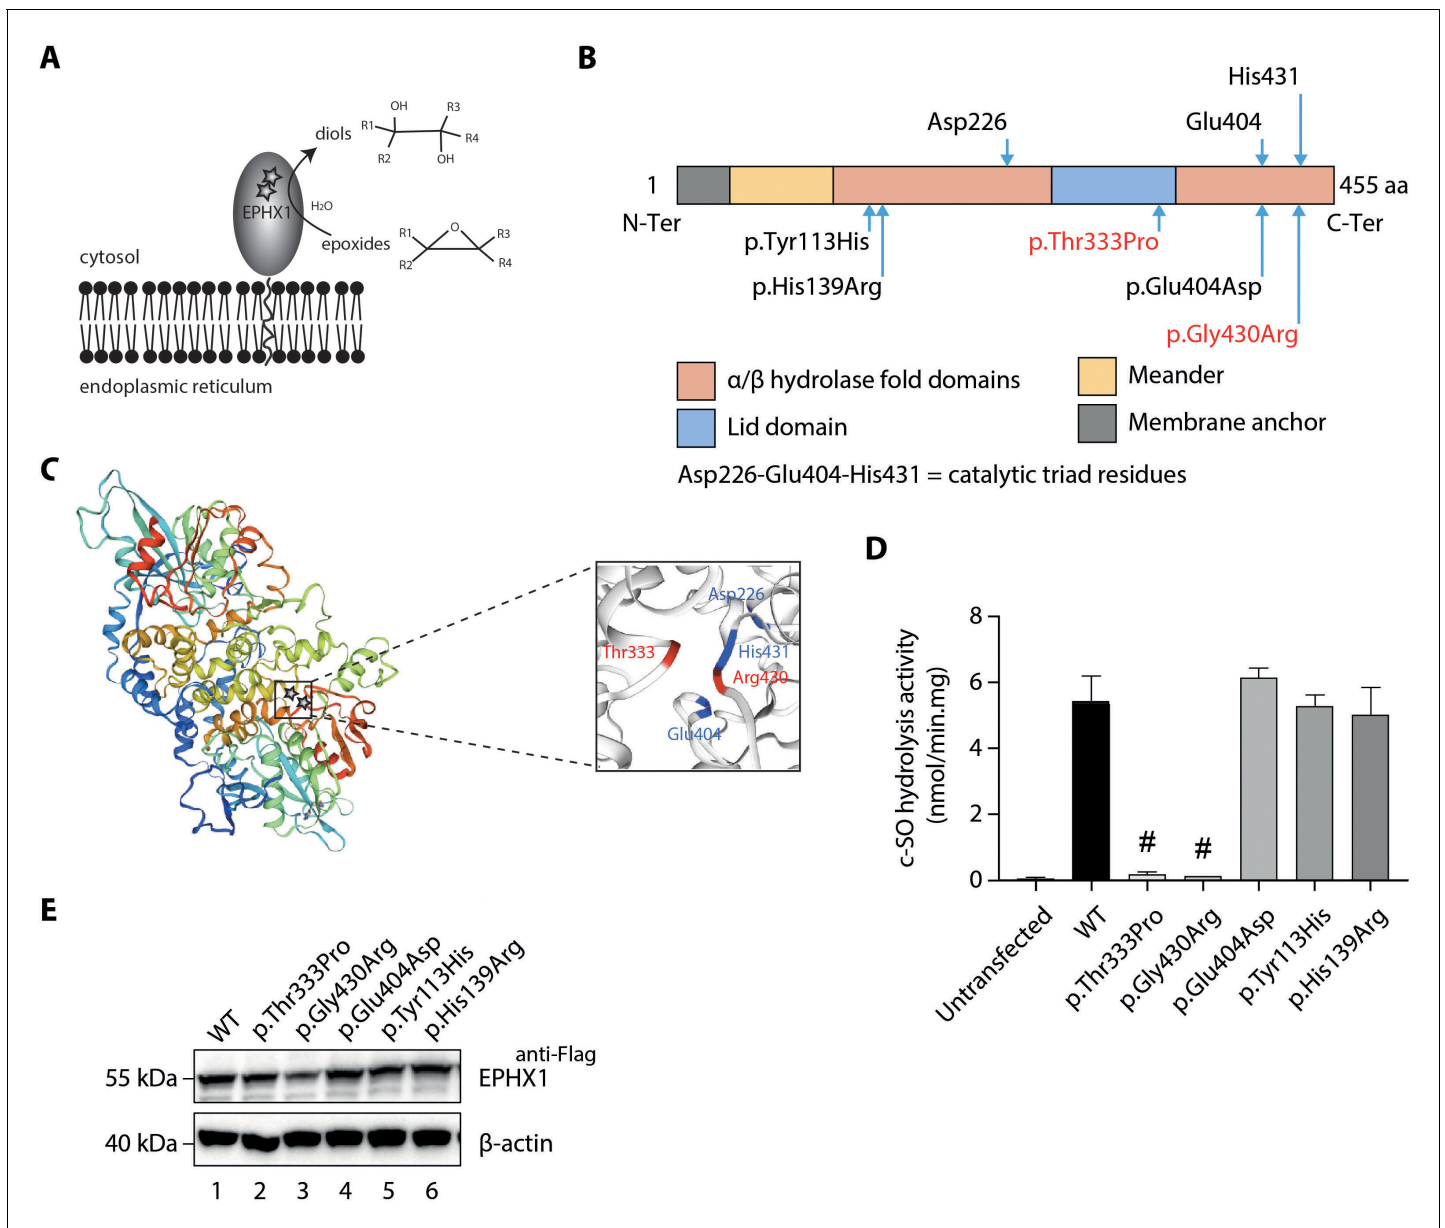 A
OH
R3
R1
diols
R4
R2
OH
EPHX1
H₂O
epoxides
R1
O
R3
R2
R4
cytosol
endoplasmic reticulum
B
His431
Asp226
Glu404
1
455 aa
N-Ter
C-Ter
p.Tyr113His
p.Thr333Pro
p.His139Arg
p.Glu404Asp
p.Gly430Arg
α/β hydrolase fold domains
Meander
Lid domain
Membrane anchor
Asp226-Glu404-His431 = catalytic triad residues
C
Asp226
Thr333
His431
Arg430
Glu404
D
c-SO hydrolysis activity
(nmol/min.mg)
8
6
4
2
0
# #
Untrasfected
WT
p.Thr333Pro
p.Gly430Arg
p.Glu404Asp
p.Tyr113His
p.His139Arg
E
WT
p.Thr333Pro
p.Gly430Arg
p.Glu404Asp
p.Tyr113His
p.His139Arg
anti-Flag
55 kDa
EPHX1
40 kDa
β-actin
1 2 3 4 5 6